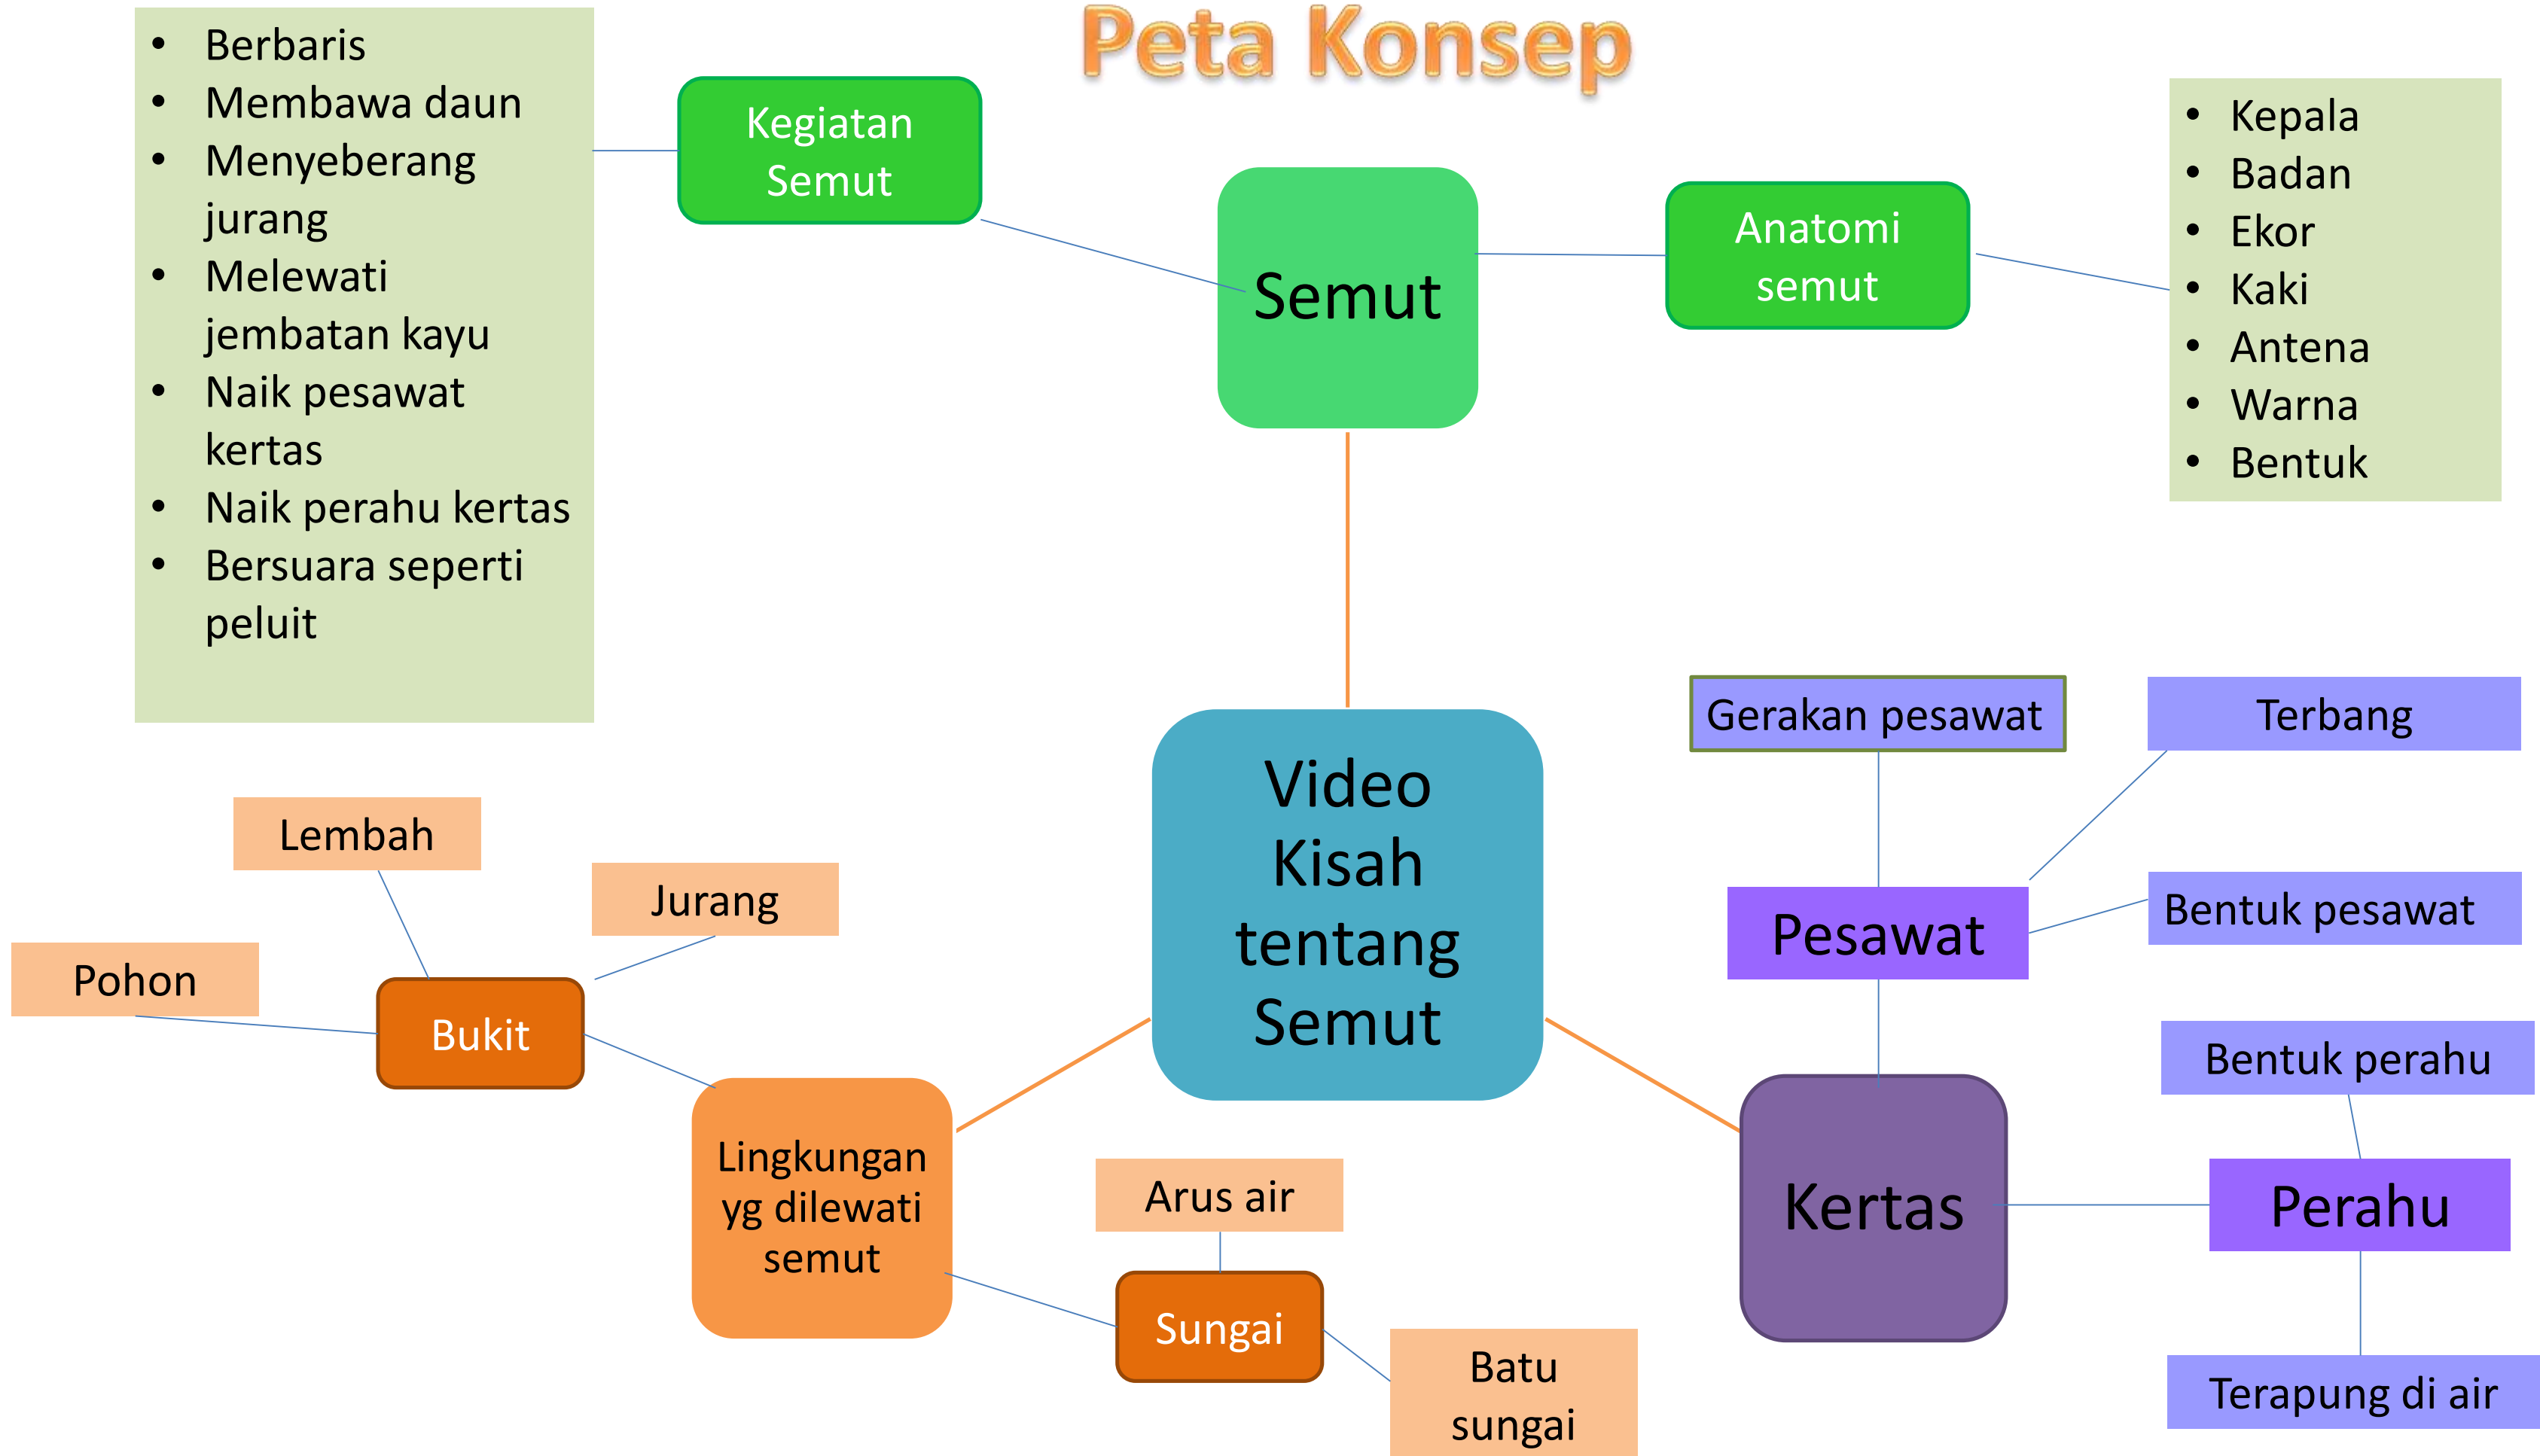 Peta Konsep
• Berbaris
• Membawa daun
• Menyeberang
jurang
• Melewati
jembatan kayu
• Naik pesawat
kertas
• Naik perahu kertas
• Bersuara seperti
peluit
Kegiatan
Semut
Semut
Anatomi
semut
• Kepala
• Badan
• Ekor
• Kaki
• Antena
• Warna
• Bentuk
Video
Kisah
tentang
Semut
Gerakan pesawat
Terbang
Bentuk pesawat
Pesawat
Lembah
Jurang
Pohon
Bukit
Lingkungan
yg dilewati
semut
Arus air
Sungai
Batu
sungai
Kertas
Bentuk perahu
Perahu
Terapung di air